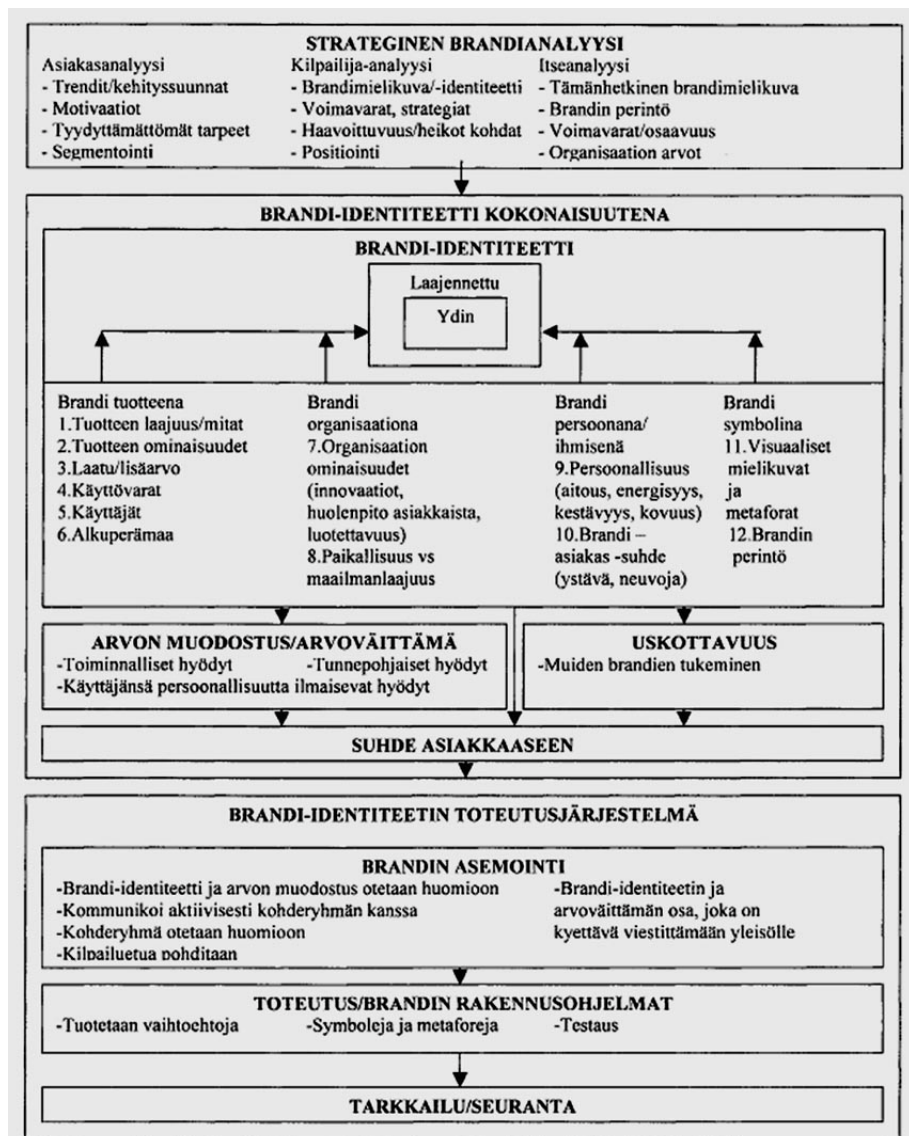 STRATEGINEN BRANDIANALYYSI
Asiakasanalyysi
- Trendit/kehityssuunnat
- Motivaatiot
- Tyydyttämättömät tarpeet
- Segmentointi
Kilpailija-analyysi
- Brandimielikuva/-identiteetti
- Voimavarat, strategiat
- Haavoittuvuus/heikot kohdat
- Positiointi
Itseanalyysi
- Tämänhetkinen brandimielikuva
- Brandin perintö
- Voimavarat/osaavuus
- Organisaation arvot
BRANDI-IDENTITEETTI KOKONAISUUTENA
BRANDI-IDENTITEETTI
Laajennettu
Ydin
Brandi tuotteena
1.Tuotteen laajuus/mitat
2.Tuotteen ominaisuudet
3.Laatu/lisäarvo
4.Käyttövarat
5.Käyttäjät
6.Alkuperämaa
Brandi
organisaationa
7.Organisaation
ominaisuudet
(innovaatiot,
huolenpito asiakkaista,
luotettavuus)
8.Paikallisuus vs
maailmanlaajuus
Brandi
persoonana/
ihmisenä
9.Persoonallisuus
(aitous, energisyys,
kestävyys, kovuus)
10.Brandi –
asiakas -suhde
(ystävä, neuvoja)
Brandi
symbolina
11.Visuaaliset
mielikuvat
ja
metaforat
12.Brandin
perintö
ARVON MUODOSTUS/ARVOVÄITTÄMÄ
-Toiminnalliset hyödyt -Tunnepohjaiset hyödyt
-Käyttäjänsä persoonallisuutta ilmaisevat hyödyt
USKOTTAVUUS
-Muiden brandien tukeminen
SUHDE ASIAKKAASEEN
BRANDI-IDENTITEETIN TOTEUTUSJÄRJESTELMÄ
BRANDIN ASEMOINTI
-Brandi-identiteetti ja arvon muodostus otetaan huomioon
-Kommunikoi aktiivisesti kohderyhmän kanssa
-Kohderyhmä otetaan huomioon
-Kilpailuetua pohditaan
-Brandi-identiteetin ja
arvoväittämän osa, joka on
kyettävä viestittämään yleisölle
TOTEUTUS/BRANDIN RAKENNUSOHJELMAT
-Tuotetaan vaihtoehtoja -Symboleja ja metaforeja -Testaus
TARKKAILU/SEURANTA